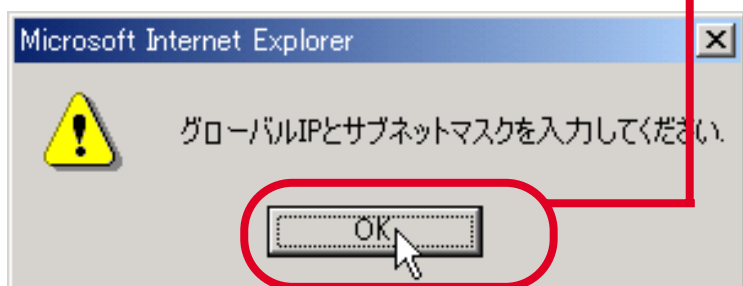 Microsoft Internet Explorer
グローバルIPとサブネットマスクを入力してください.
OK